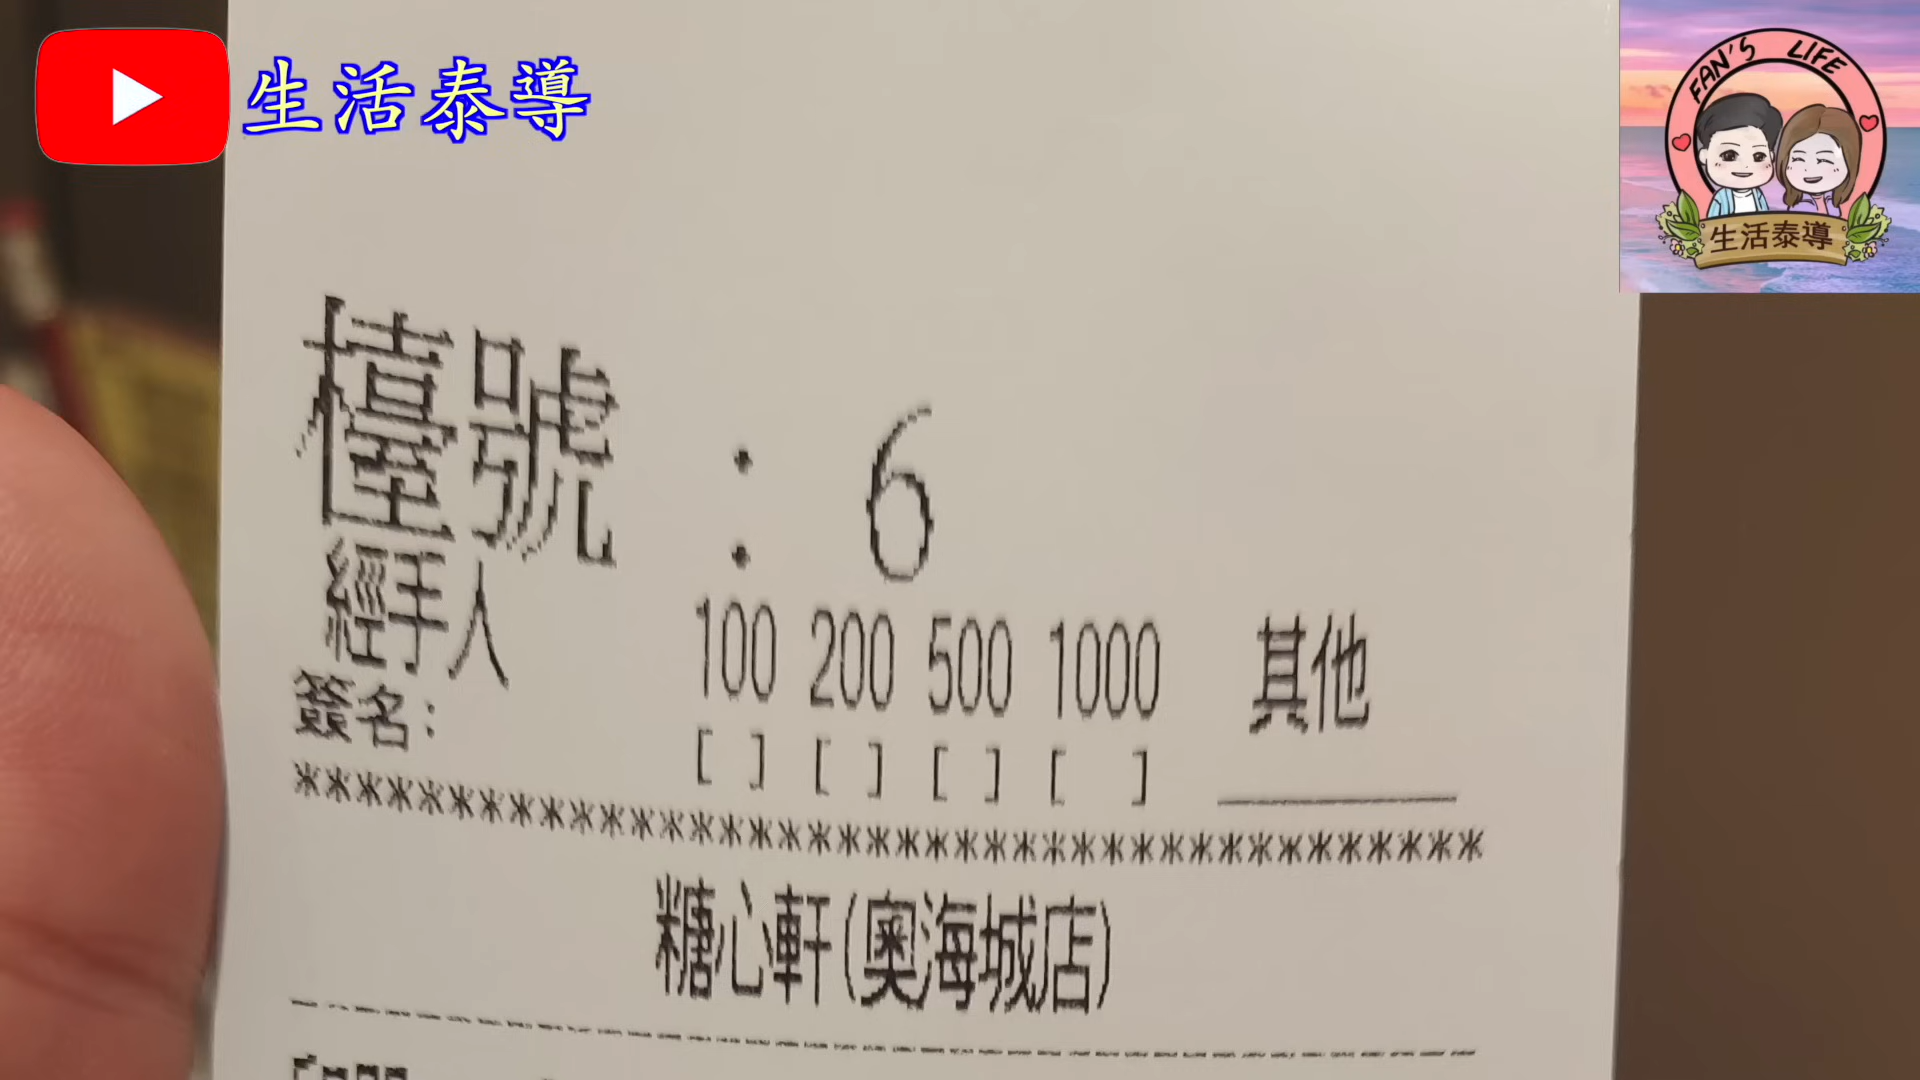 生活泰導
FAN'S LIFE
生活泰導
檯號 : 6
經手人
100 200 500 1000 其他
簽名:
[ ] [ ] [ ] [ ]
****************************************
糖心軒(奧海城店)